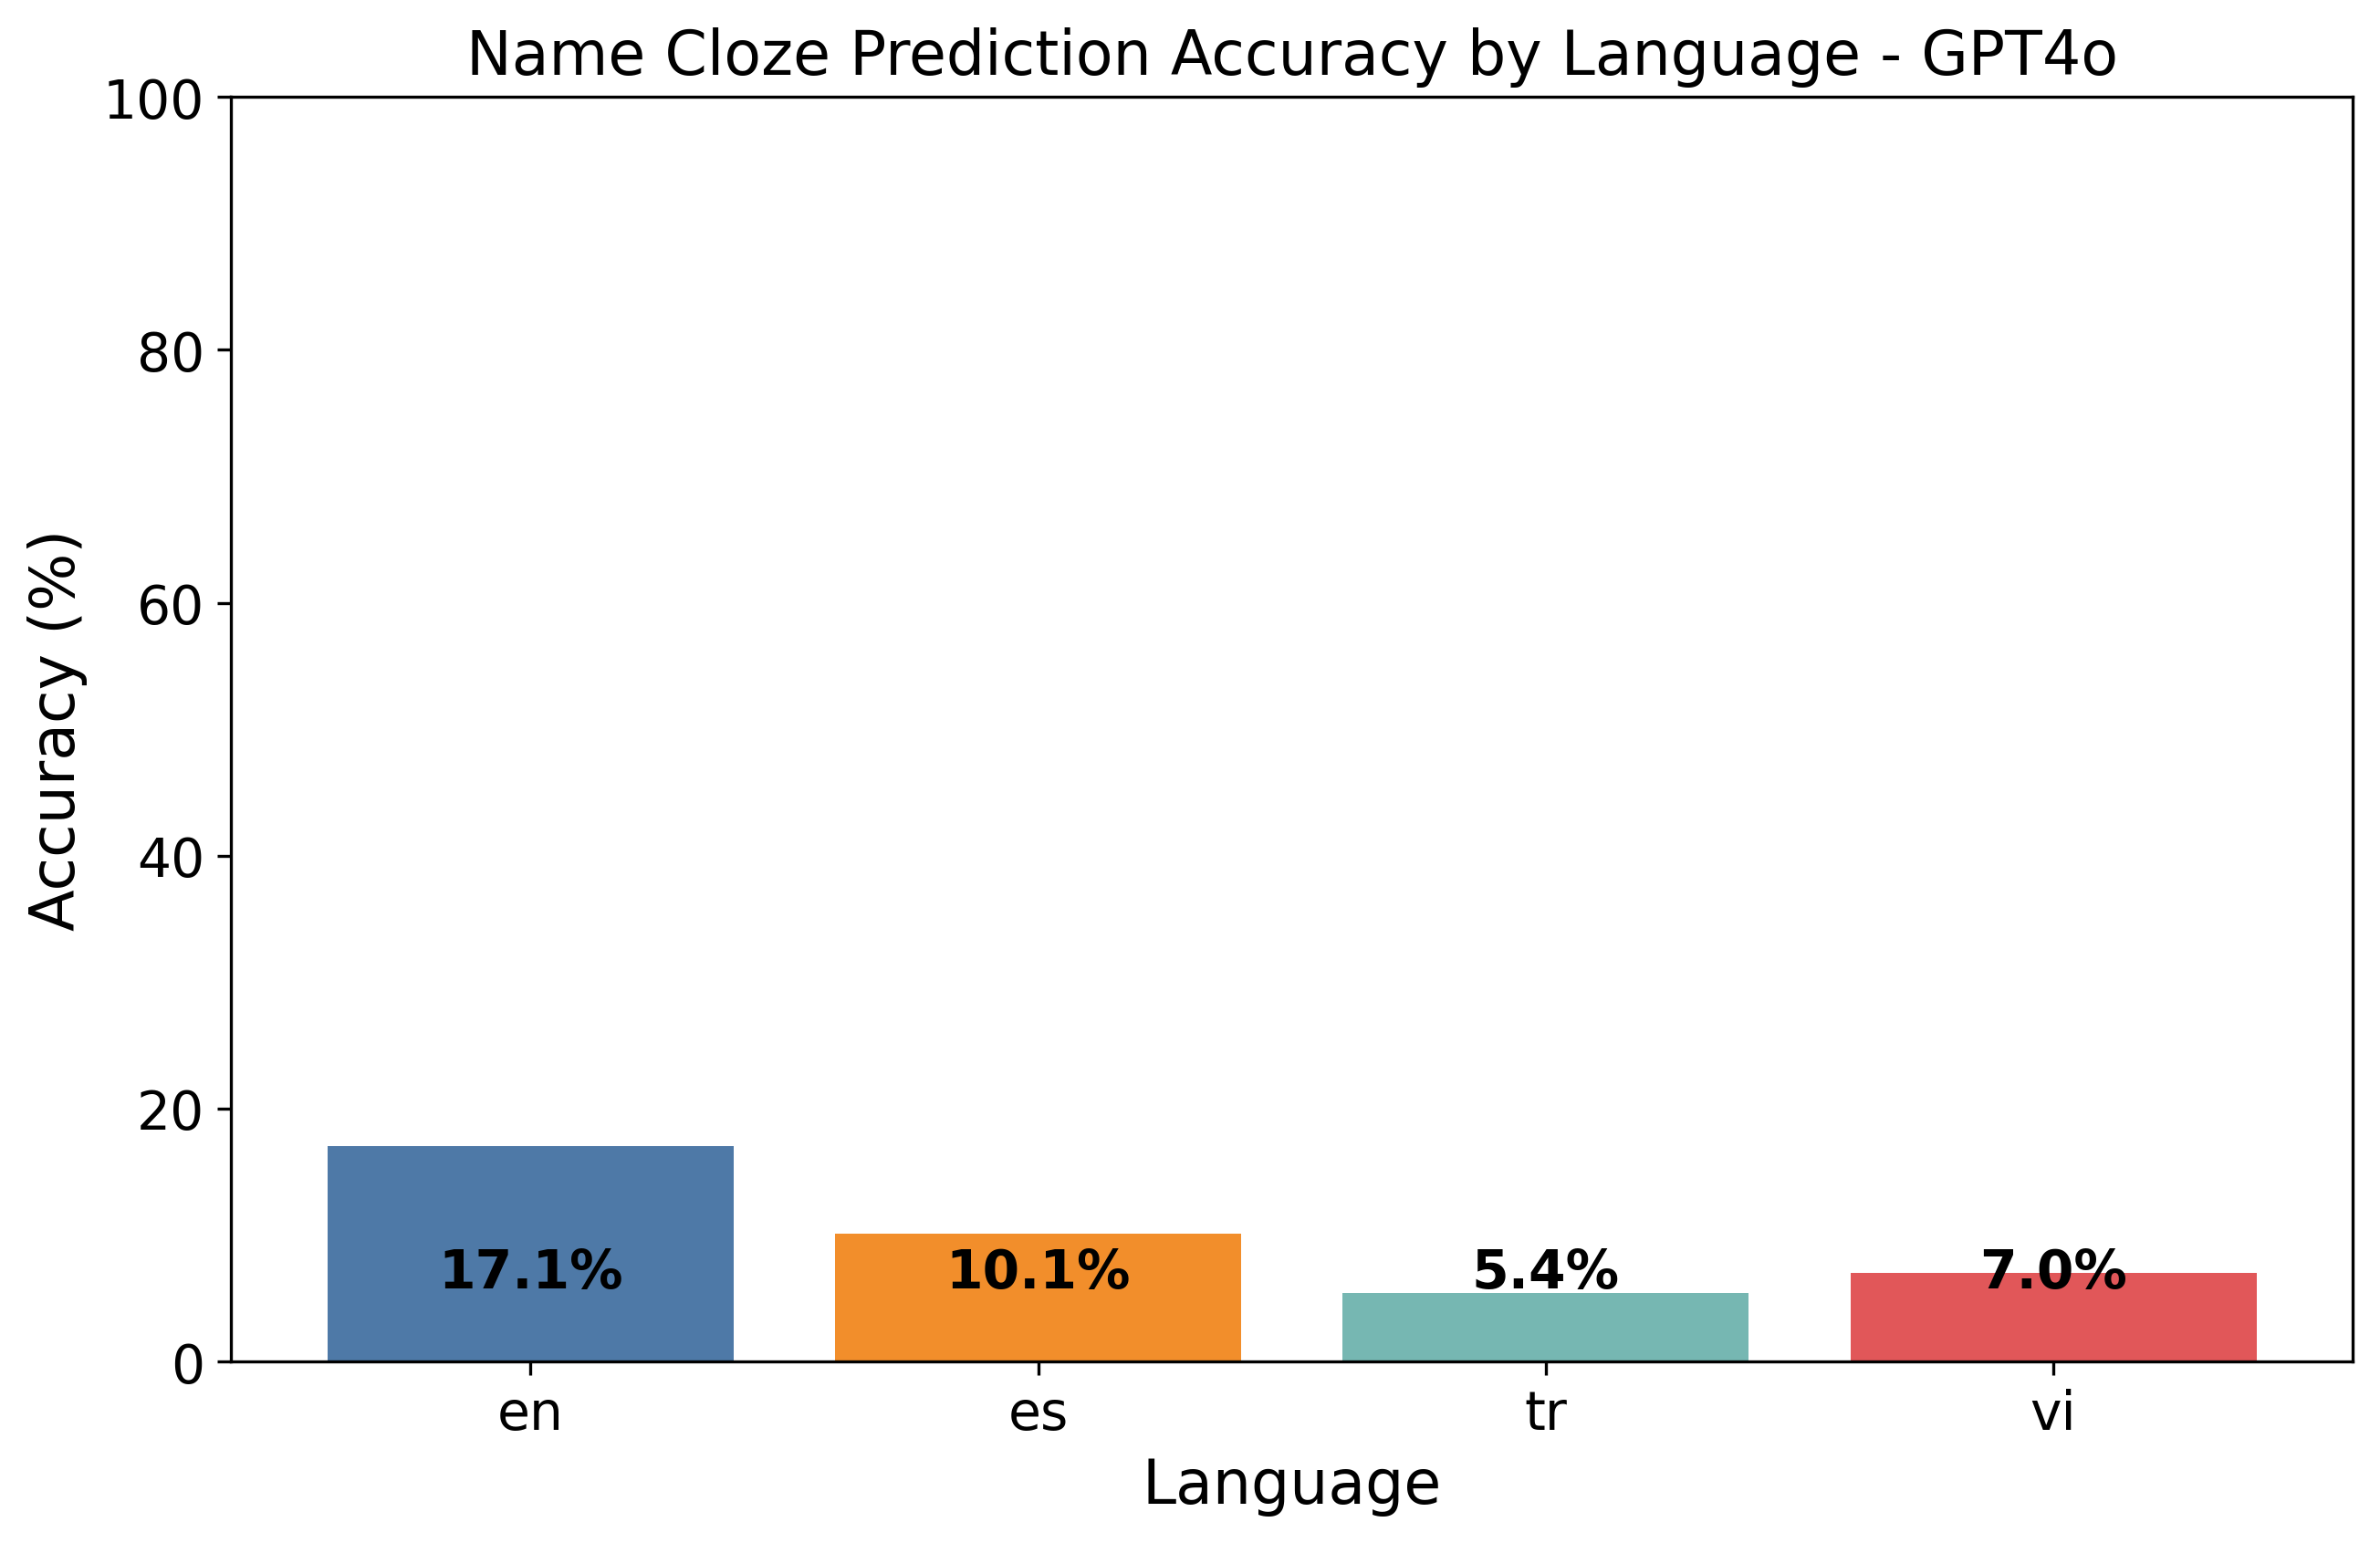 Name Cloze Prediction Accuracy by Language - GPT4o
Accuracy (%)
100
80
60
40
20
0
17.1%
10.1%
5.4%
7.0%
en
es
tr
vi
Language